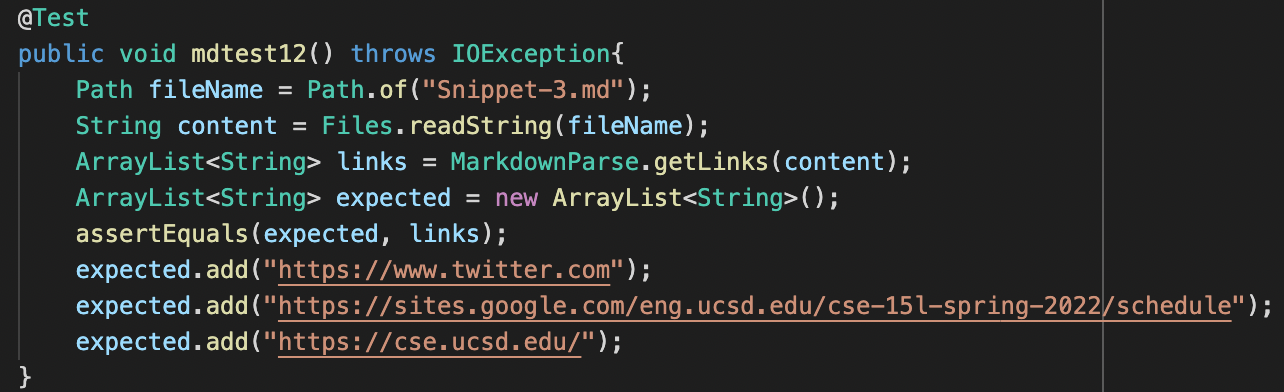 @Test
public void mdtest12() throws IOException{
    Path fileName = Path.of("Snippet-3.md");
    String content = Files.readString(fileName);
    ArrayList<String> links = MarkdownParse.getLinks(content);
    ArrayList<String> expected = new ArrayList<String>();
    assertEquals(expected, links);
    expected.add("https://www.twitter.com");
    expected.add("https://sites.google.com/eng.ucsd.edu/cse-15l-spring-2022/schedule");
    expected.add("https://cse.ucsd.edu/");
}